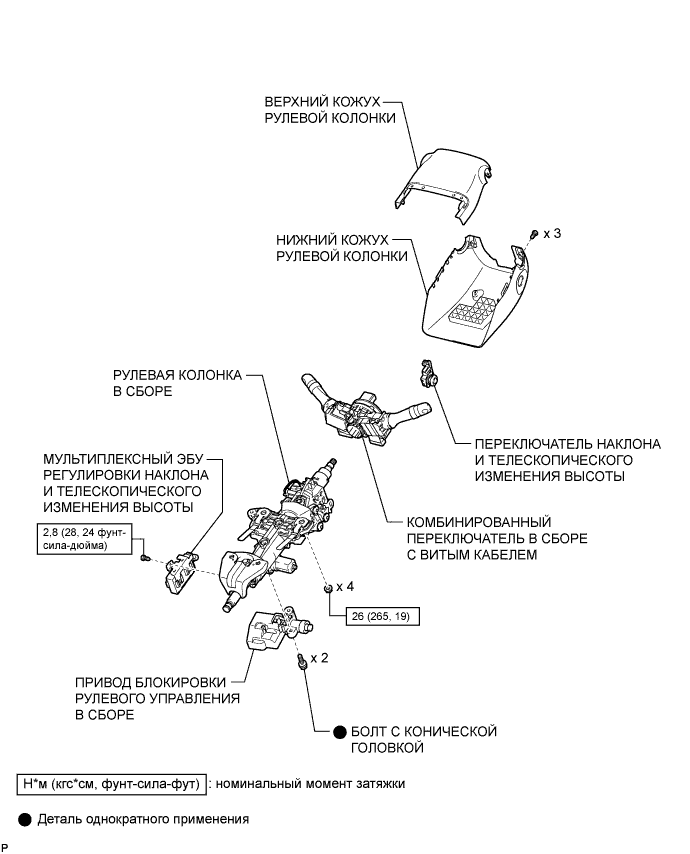 ВЕРХНИЙ КОЖУХ
РУЛЕВОЙ КОЛОНКИ
x 3
НИЖНИЙ КОЖУХ
РУЛЕВОЙ КОЛОНКИ
РУЛЕВАЯ КОЛОНКА
В СБОРЕ
ПЕРЕКЛЮЧАТЕЛЬ НАКЛОНА
И ТЕЛЕСКОПИЧЕСКОГО
ИЗМЕНЕНИЯ ВЫСОТЫ
МУЛЬТИПЛЕКСНЫЙ ЭБУ
РЕГУЛИРОВКИ НАКЛОНА
И ТЕЛЕСКОПИЧЕСКОГО
ИЗМЕНЕНИЯ ВЫСОТЫ
2,8 (28, 24 фунт-
сила-дюйма)
КОМБИНИРОВАННЫЙ
ПЕРЕКЛЮЧАТЕЛЬ В СБОРЕ
С ВИТЫМ КАБЕЛЕМ
x 4
26 (265, 19)
x 2
ПРИВОД БЛОКИРОВКИ
РУЛЕВОГО УПРАВЛЕНИЯ
В СБОРЕ
БОЛТ С КОНИЧЕСКОЙ
ГОЛОВКОЙ
Н*м (кгс*см, фунт-сила-фут) : номинальный момент затяжки
Деталь однократного применения
P